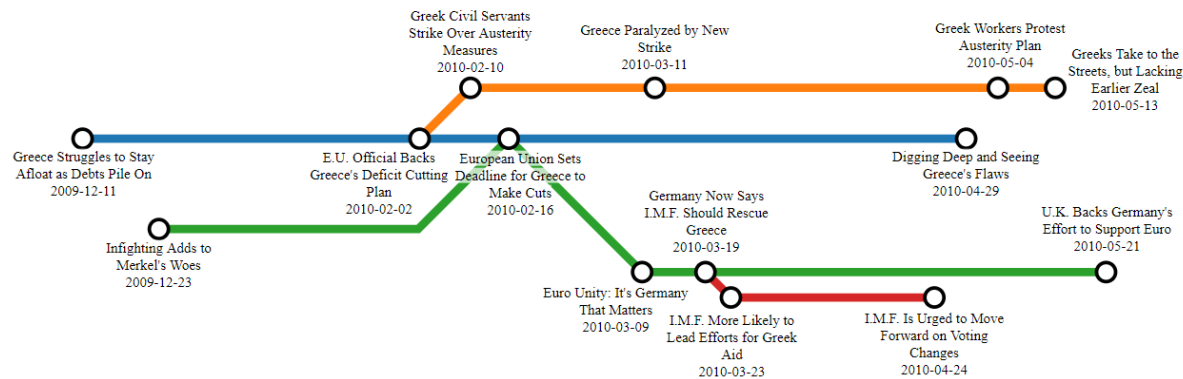 Greek Civil Servants
Strike Over Austerity
Measures
2010-02-10
Greece Paralyzed by New
Strike
2010-03-11
Greek Workers Protest
Austerity Plan
2010-05-04
Greeks Take to the
Streets, but Lacking
Earlier Zeal
2010-05-13
Greece Struggles to Stay
Afloat as Debts Pile On
2009-12-11
E.U. Official Backs
Greece's Deficit Cutting
Plan
2010-02-02
European Union Sets
Deadline for Greece to
Make Cuts
2010-02-16
Digging Deep and Seeing
Greece's Flaws
2010-04-29
Infighting Adds to
Merkel's Woes
2009-12-23
Euro Unity: It's Germany
That Matters
2010-03-09
Germany Now Says
I.M.F. Should Rescue
Greece
2010-03-19
U.K. Backs Germany's
Effort to Support Euro
2010-05-21
I.M.F. More Likely to
Lead Efforts for Greek
Aid
2010-03-23
I.M.F. Is Urged to Move
Forward on Voting
Changes
2010-04-24